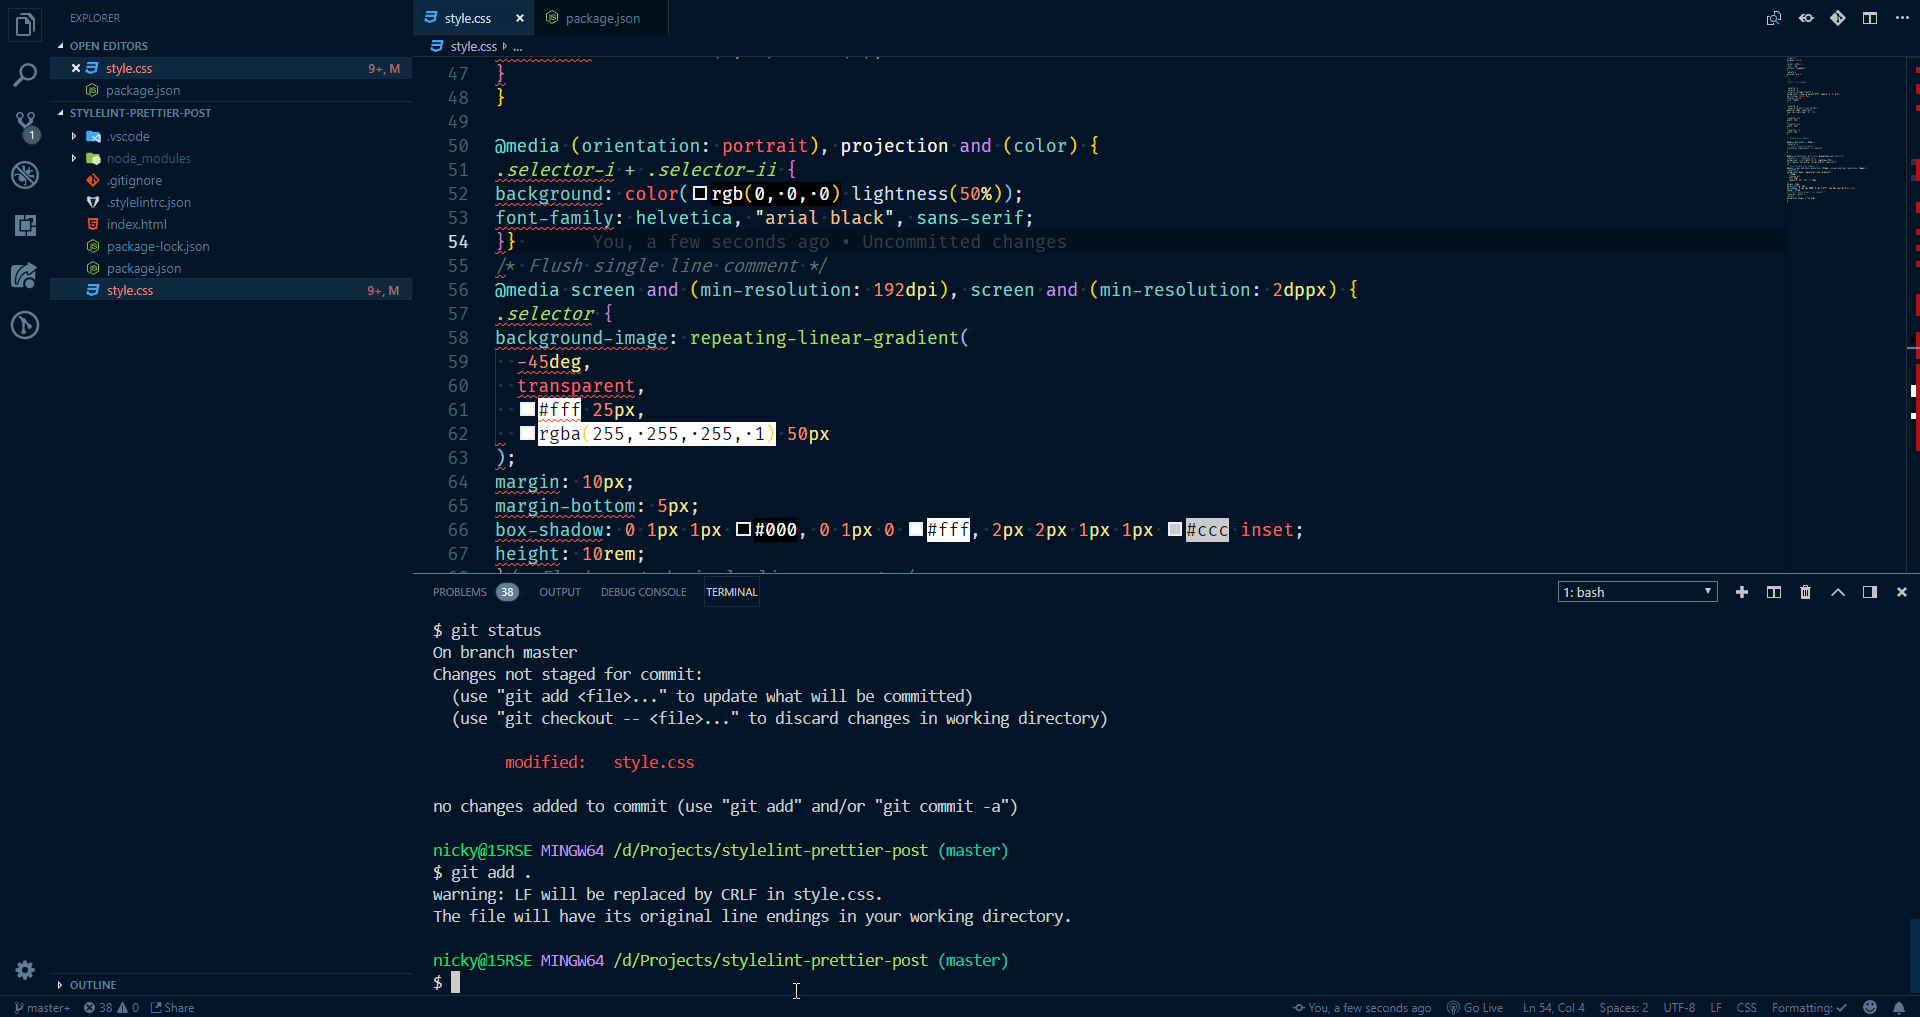 EXPLORER
OPEN EDITORS
style.css 9+, M
package.json
STYLELINT-PRETTIER-POST
1
.vscode
node_modules
.gitignore
.stylelintrc.json
index.html
package-lock.json
package.json
style.css 9+, M
OUTLINE
style.css
package.json
style.css ...
47 }
48 }
49
50 @media (orientation: portrait), projection and (color) {
51 .selector-i + .selector-ii {
52 background: color(rgb(0, 0, 0) lightness(50%));
53 font-family: helvetica, "arial black", sans-serif;
54 }} You, a few seconds ago • Uncommitted changes
55 /* Flush single line comment */
56 @media screen and (min-resolution: 192dpi), screen and (min-resolution: 2dppx) {
57 .selector {
58 background-image: repeating-linear-gradient(
59 -45deg,
60 transparent,
61 #fff 25px,
62 rgba(255, 255, 255, 1) 50px
63 );
64 margin: 10px;
65 margin-bottom: 5px;
66 box-shadow: 0 1px 1px #000, 0 1px 0 #fff, 2px 2px 1px 1px #ccc inset;
67 height: 10rem;
PROBLEMS 38 OUTPUT DEBUG CONSOLE TERMINAL 1: bash
$ git status
On branch master
Changes not staged for commit:
(use "git add <file>..." to update what will be committed)
(use "git checkout -- <file>..." to discard changes in working directory)
modified: style.css
no changes added to commit (use "git add" and/or "git commit -a")
nicky@15RSE MINGW64 /d/Projects/stylelint-prettier-post (master)
$ git add .
warning: LF will be replaced by CRLF in style.css.
The file will have its original line endings in your working directory.
nicky@15RSE MINGW64 /d/Projects/stylelint-prettier-post (master)
$
master+ 38 0 Share You, a few seconds ago Go Live Ln 54, Col 4 Spaces: 2 UTF-8 LF CSS Formatting: ✓